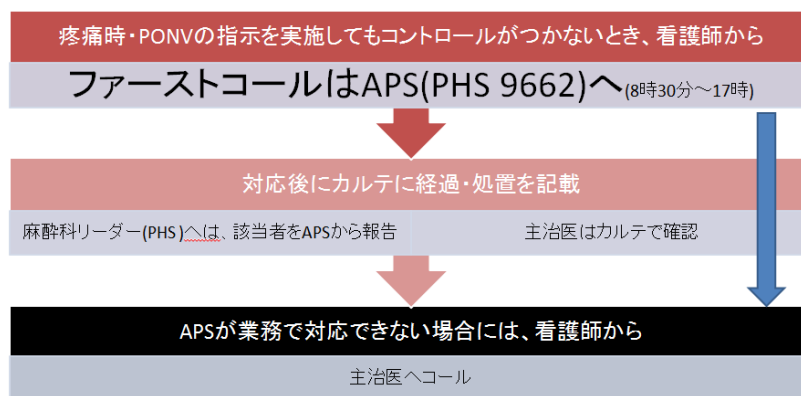 疼痛時・PONVの指示を実施してもコントロールがつかないとき、看護師から
ファーストコールはAPS(PHS 9662)へ(8時30分～17時)
対応後にカルテに経過・処置を記載
麻酔科リーダー(PHS)へは、該当者をAPSから報告
主治医はカルテで確認
APSが業務で対応できない場合には、看護師から
主治医へコール